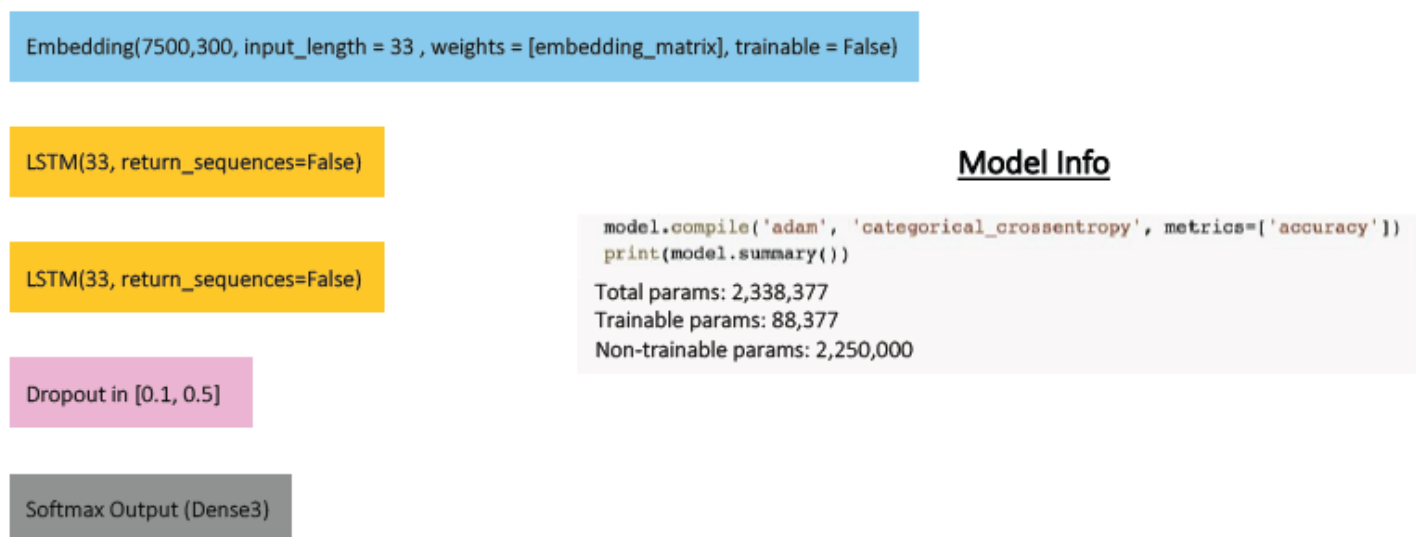 Embedding(7500,300, input_length = 33 , weights = [embedding_matrix], trainable = False)
LSTM(33, return_sequences=False)
LSTM(33, return_sequences=False)
Dropout in [0.1, 0.5]
Softmax Output (Dense3)
Model Info
model.compile('adam', 'categorical_crossentropy', metrics=['accuracy'])
print(model.summary())
Total params: 2,338,377
Trainable params: 88,377
Non-trainable params: 2,250,000